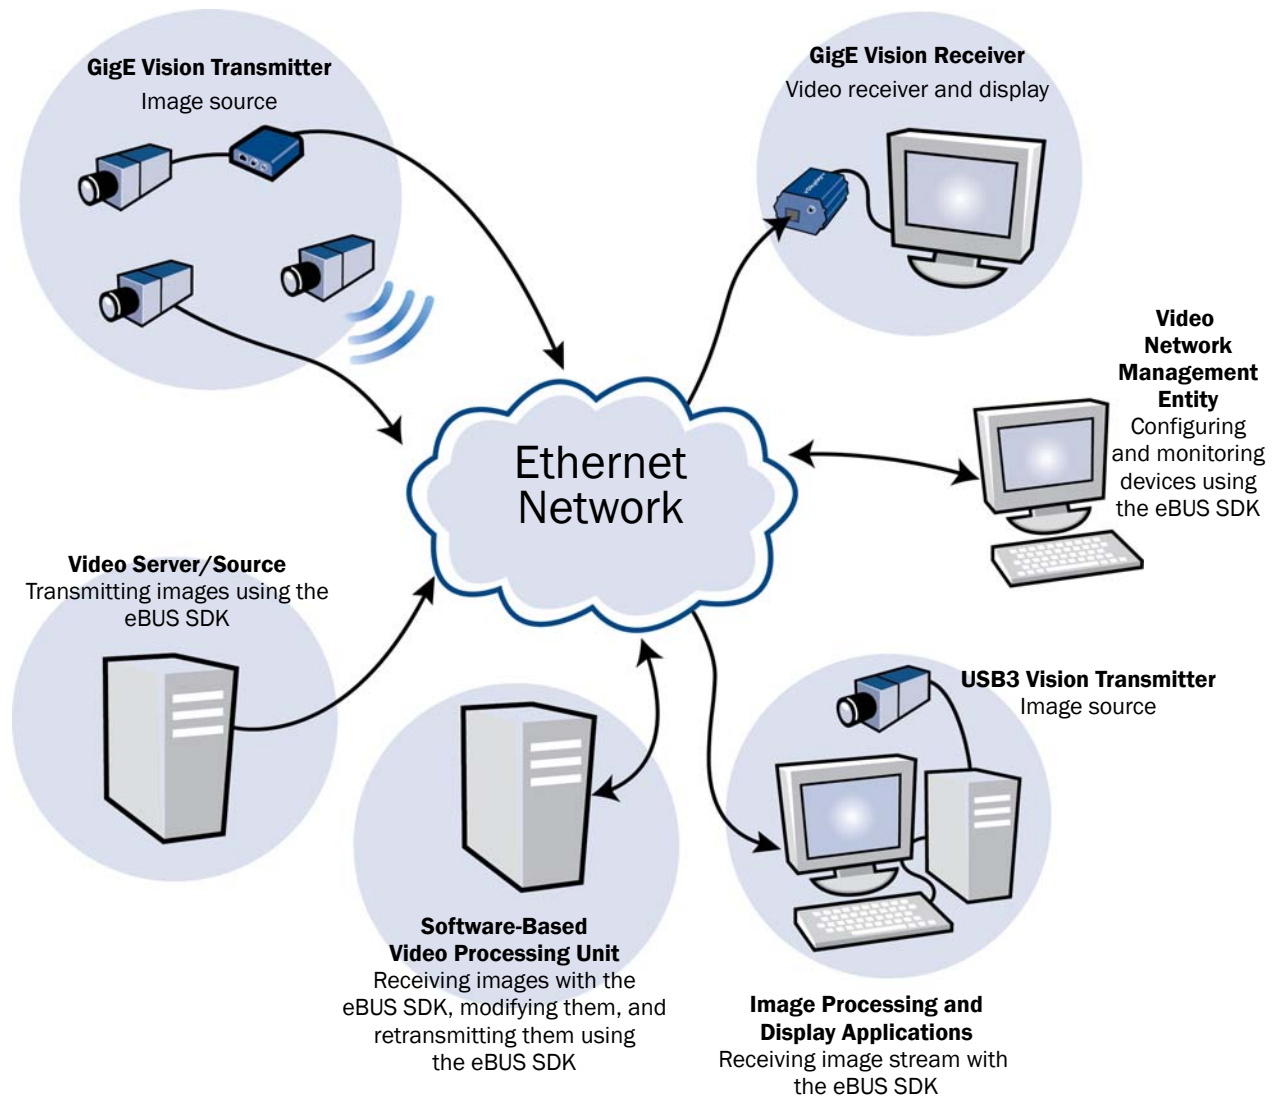 GigE Vision Transmitter
Image source
GigE Vision Receiver
Video receiver and display
Video
Network
Management
Entity
Configuring
and monitoring
devices using
the eBUS SDK
Ethernet
Network
Video Server/Source
Transmitting images using the
eBUS SDK
USB3 Vision Transmitter
Image source
Software-Based
Video Processing Unit
Receiving images with the
eBUS SDK, modifying them, and
retransmitting them using
the eBUS SDK
Image Processing and
Display Applications
Receiving image stream with
the eBUS SDK